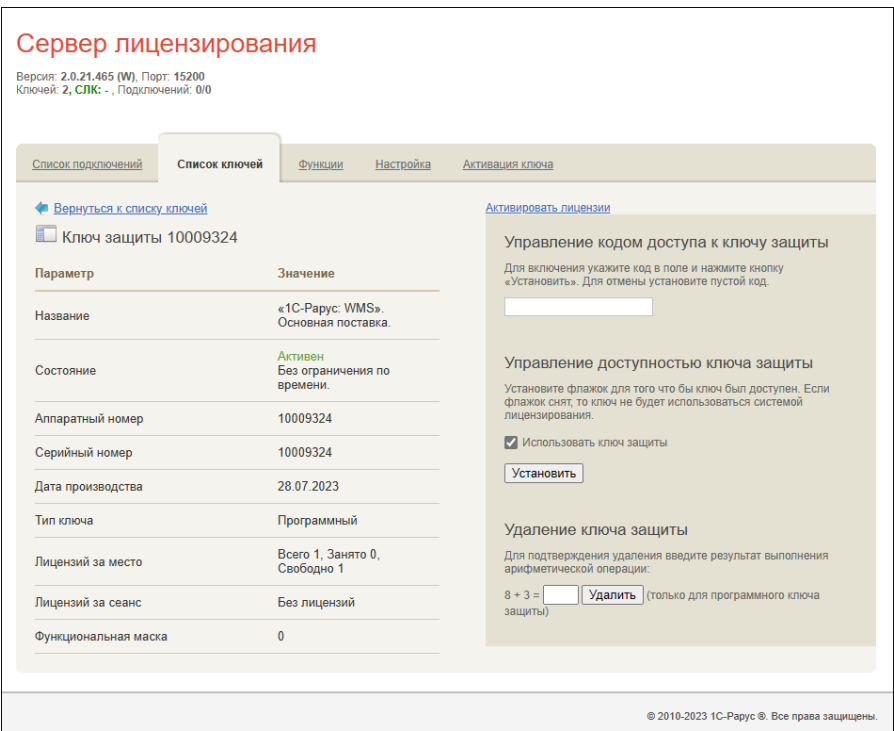 Сервер лицензирования
Версия: 2.0.21.465 (W), Порт: 15200
Ключей: 2, СЛК: - , Подключений: 0/0
Список подключений
Список ключей
Функции
Настройка
Активация ключа
Вернуться к списку ключей
Ключ защиты 10009324
Параметр Значение
Название «1С-Рарус: WMS».
Основная поставка.
Состояние Активен
Без ограничения по
времени.
Аппаратный номер 10009324
Серийный номер 10009324
Дата производства 28.07.2023
Тип ключа Программный
Лицензий за место Всего 1, Занято 0,
Свободно 1
Лицензий за сеанс Без лицензий
Функциональная маска 0
Активировать лицензии
Управление кодом доступа к ключу защиты
Для включения укажите код в поле и нажмите кнопку
«Установить». Для отмены установите пустой код.
Управление доступностью ключа защиты
Установите флажок для того что бы ключ был доступен. Если
флажок снят, то ключ не будет использоваться системой
лицензирования.
Использовать ключ защиты
Установить
Удаление ключа защиты
Для подтверждения удаления введите результат выполнения
арифметической операции:
8 + 3 = Удалить (только для программного ключа
защиты)
© 2010-2023 1С-Рарус ®. Все права защищены.